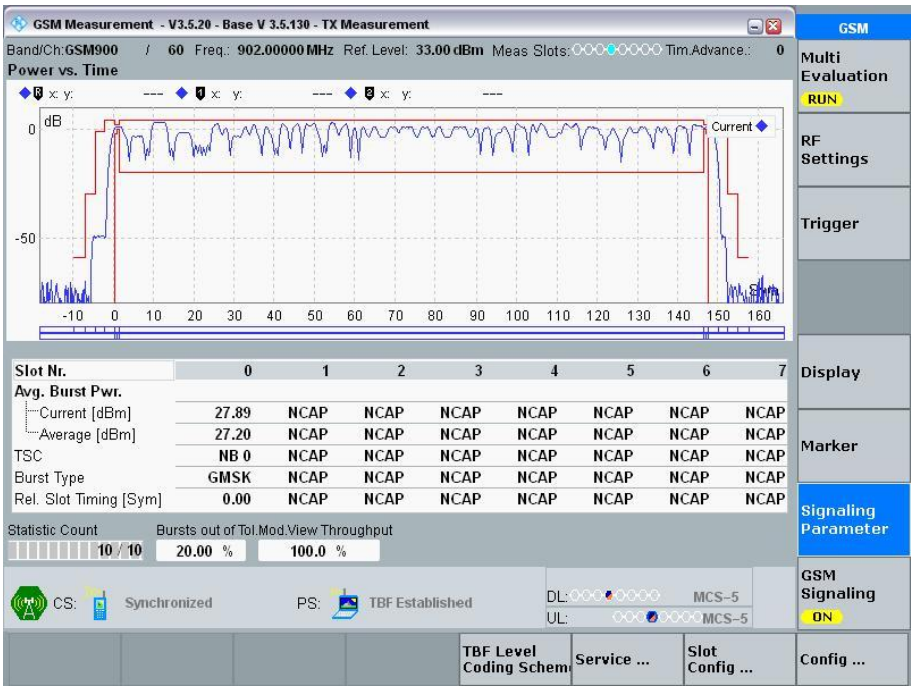 GSM Measurement - V3.5.20 - Base V 3.5.130 - TX Measurement
GSM
Band/Ch:GSM900 / 60 Freq.: 902.00000 MHz Ref. Level: 33.00 dBm Meas Slots: Tim.Advance.: 0
Power vs. Time
Multi Evaluation
RUN
R x: y: --- 1 x: y: --- 2 x: y: ---
dB
Current
0
-50
Sym
-10 0 10 20 30 40 50 60 70 80 90 100 110 120 130 140 150 160
RF Settings
Trigger
Slot Nr. 0 1 2 3 4 5 6 7
Avg. Burst Pwr.
Current [dBm] 27.89 NCAP NCAP NCAP NCAP NCAP NCAP NCAP
Average [dBm] 27.20 NCAP NCAP NCAP NCAP NCAP NCAP NCAP
TSC NB 0 NCAP NCAP NCAP NCAP NCAP NCAP NCAP
Burst Type GMSK NCAP NCAP NCAP NCAP NCAP NCAP NCAP
Rel. Slot Timing [Sym] 0.00 NCAP NCAP NCAP NCAP NCAP NCAP NCAP
Display
Marker
Signaling
Parameter
Statistic Count Bursts out of Tol. Mod.View Throughput
10 / 10 20.00 % 100.0 %
CS: Synchronized PS: TBF Established
DL: MCS-5
UL: MCS-5
GSM
Signaling
ON
TBF Level
Coding Schem
Service ...
Slot
Config ...
Config ...